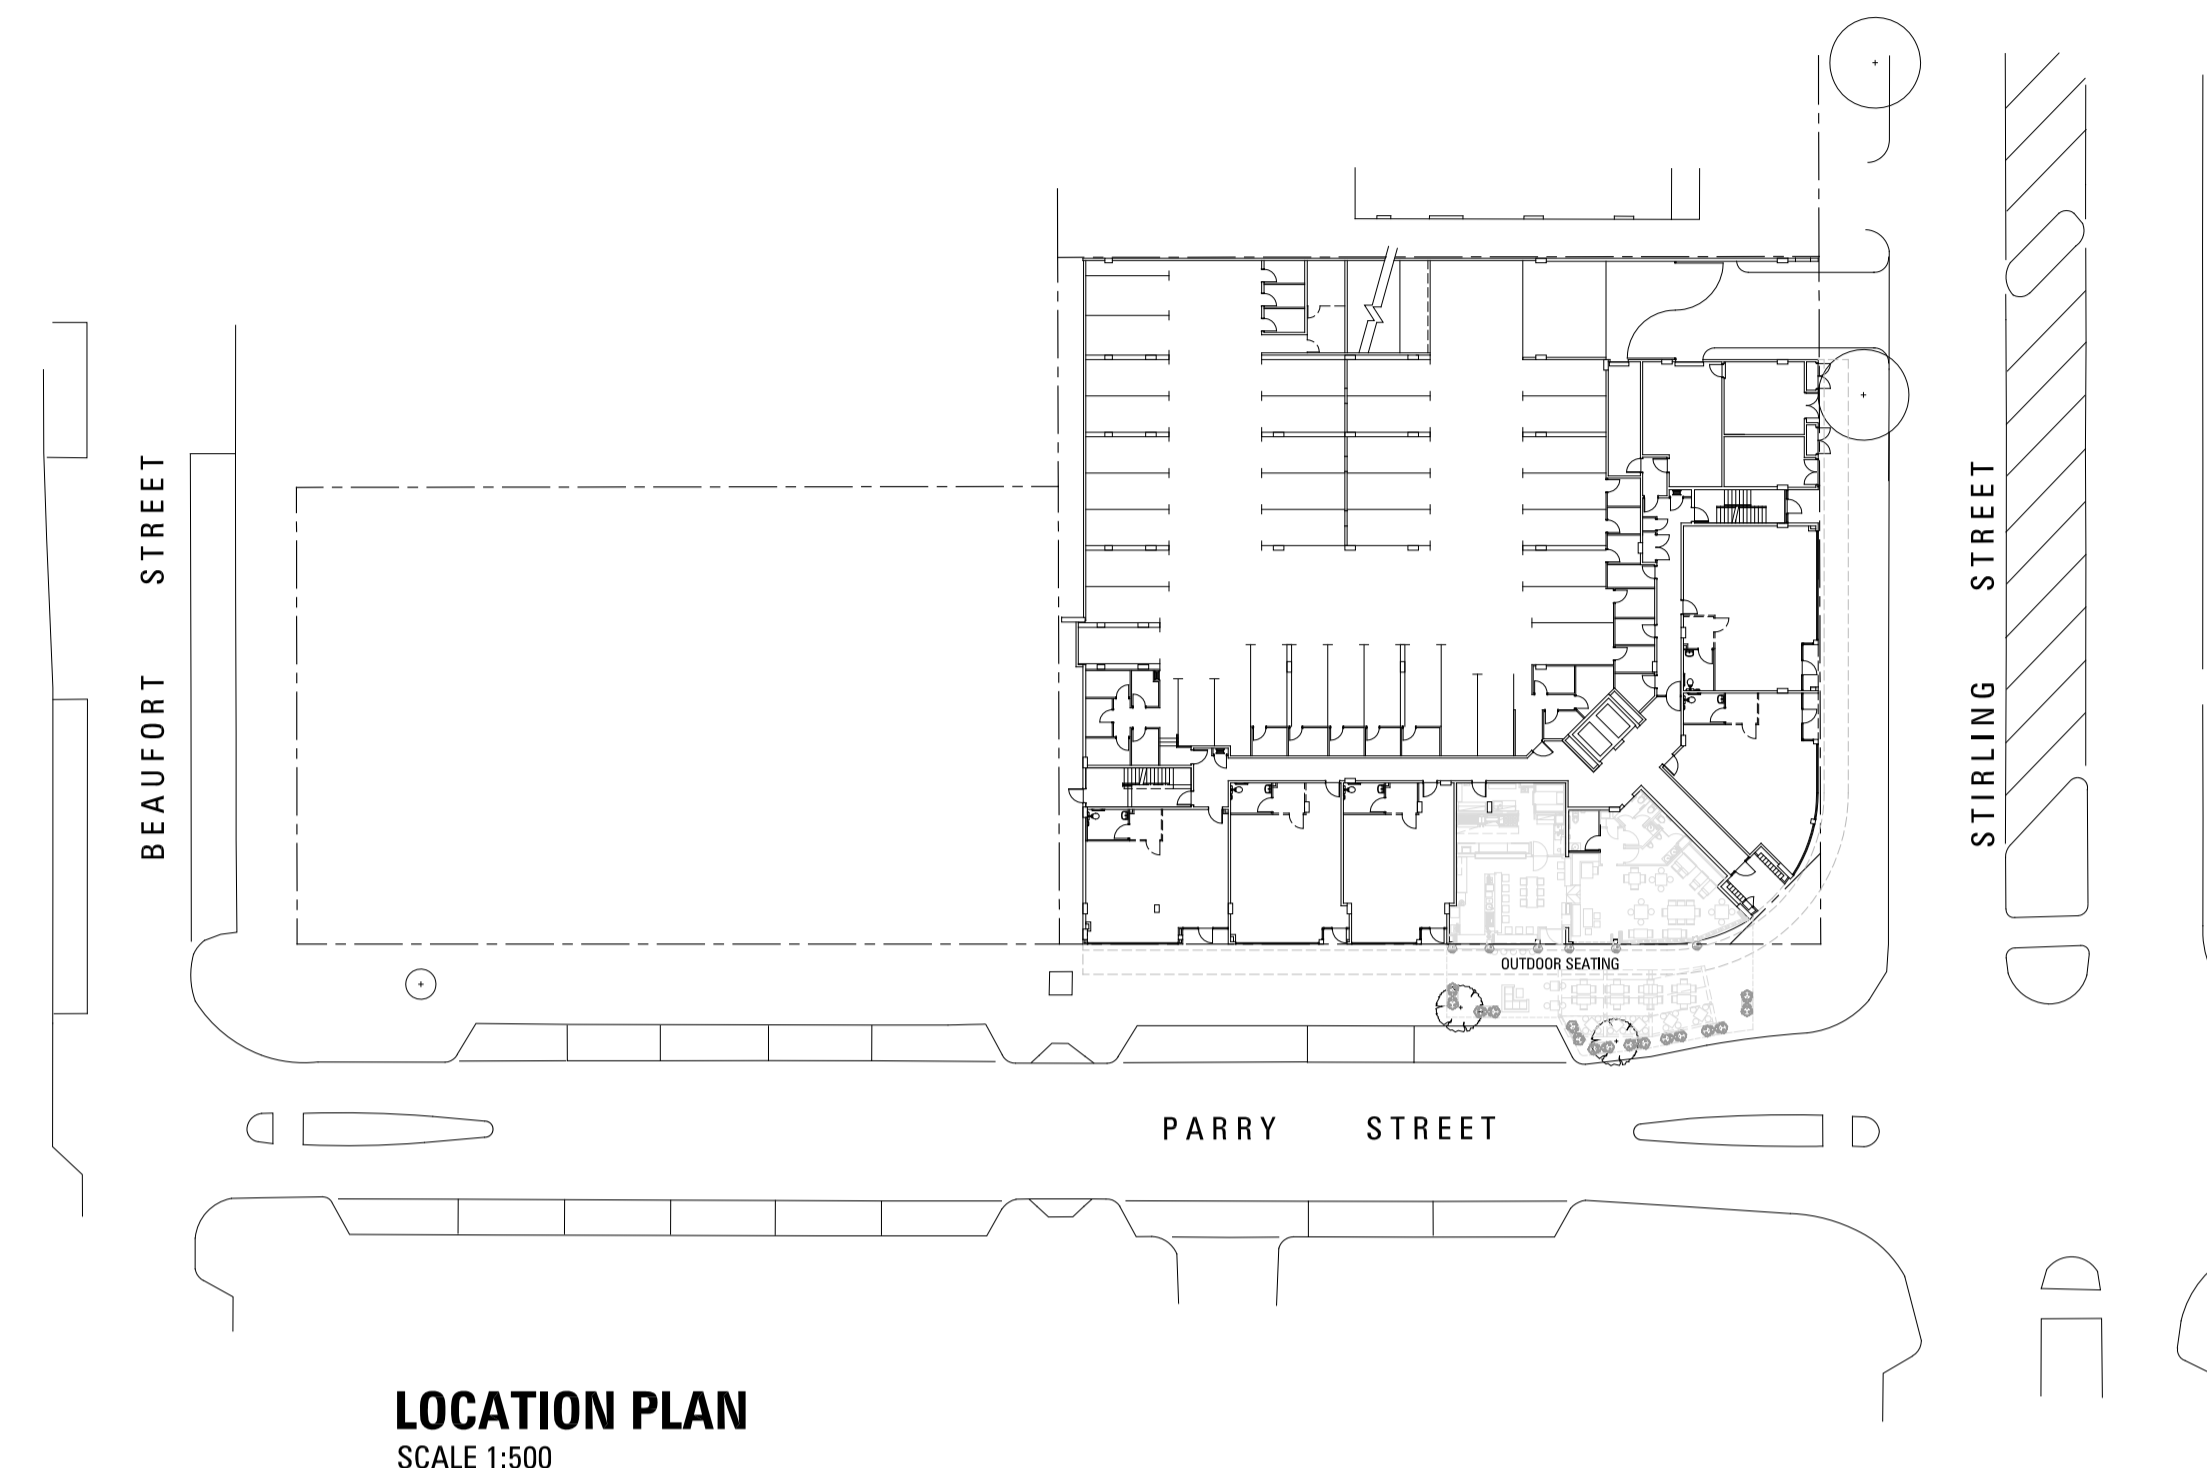 BEAUFORT STREET
STIRLING STREET
OUTDOOR SEATING
PARRY STREET
LOCATION PLAN
SCALE 1:500